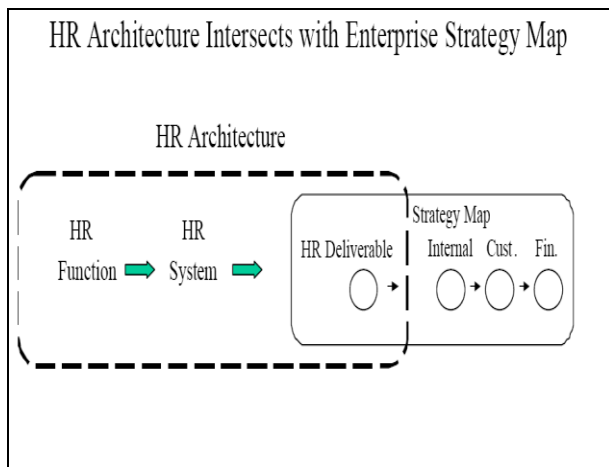 HR Architecture Intersects with Enterprise Strategy Map
HR Architecture
HR HR
Function System
Strategy Map
HR Deliverable Internal Cust. Fin.